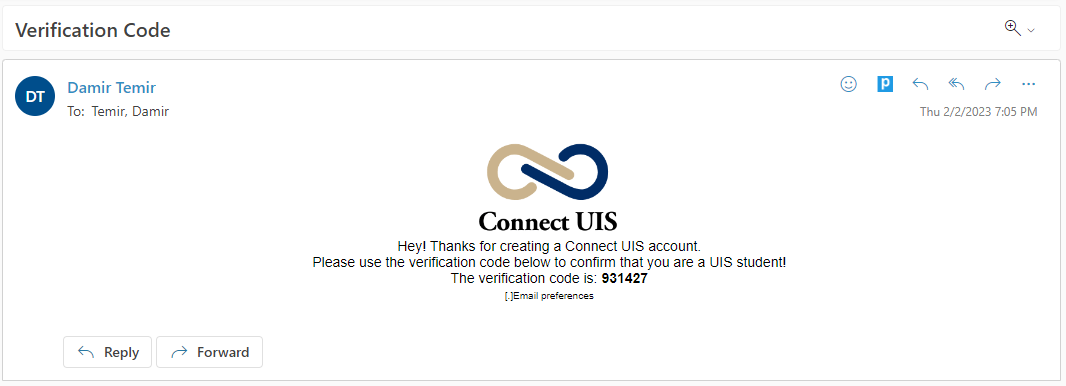 Verification Code
DT
Damir Temir
To: Temir, Damir
Thu 2/2/2023 7:05 PM
Connect UIS
Hey! Thanks for creating a Connect UIS account.
Please use the verification code below to confirm that you are a UIS student!
The verification code is: 931427
[.]Email preferences
Reply
Forward